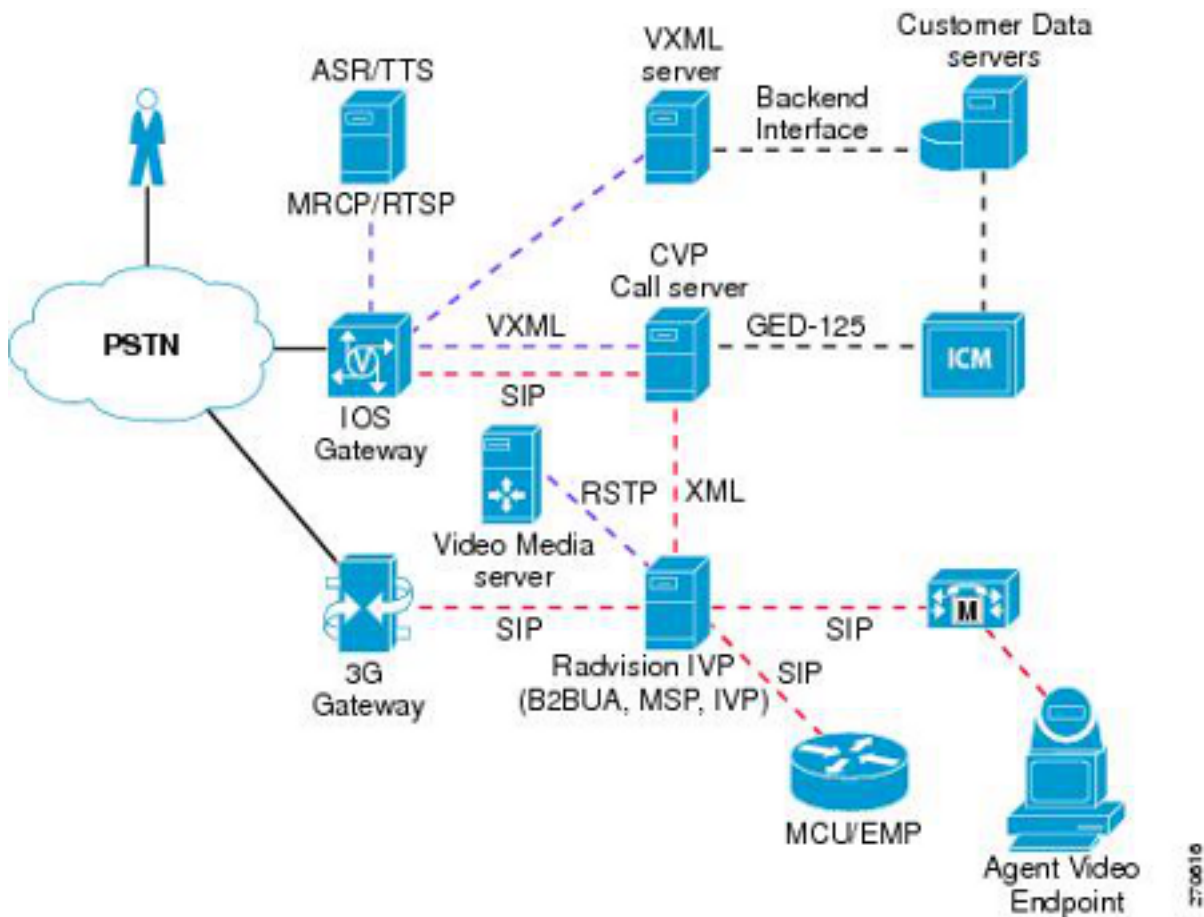 Customer Data
servers
VXML
server
ASR/TTS
Backend
Interface
MRCP/RTSP
CVP
Call server
PSTN
VXML
GED-125
V
ICM
SIP
IOS
Gateway
RSTP
XML
Video Media
server
M
SIP
SIP
3G
Gateway
Radvision IVP
(B2BUA, MSP, IVP)
SIP
MCU/EMP
Agent Video
Endpoint
270616